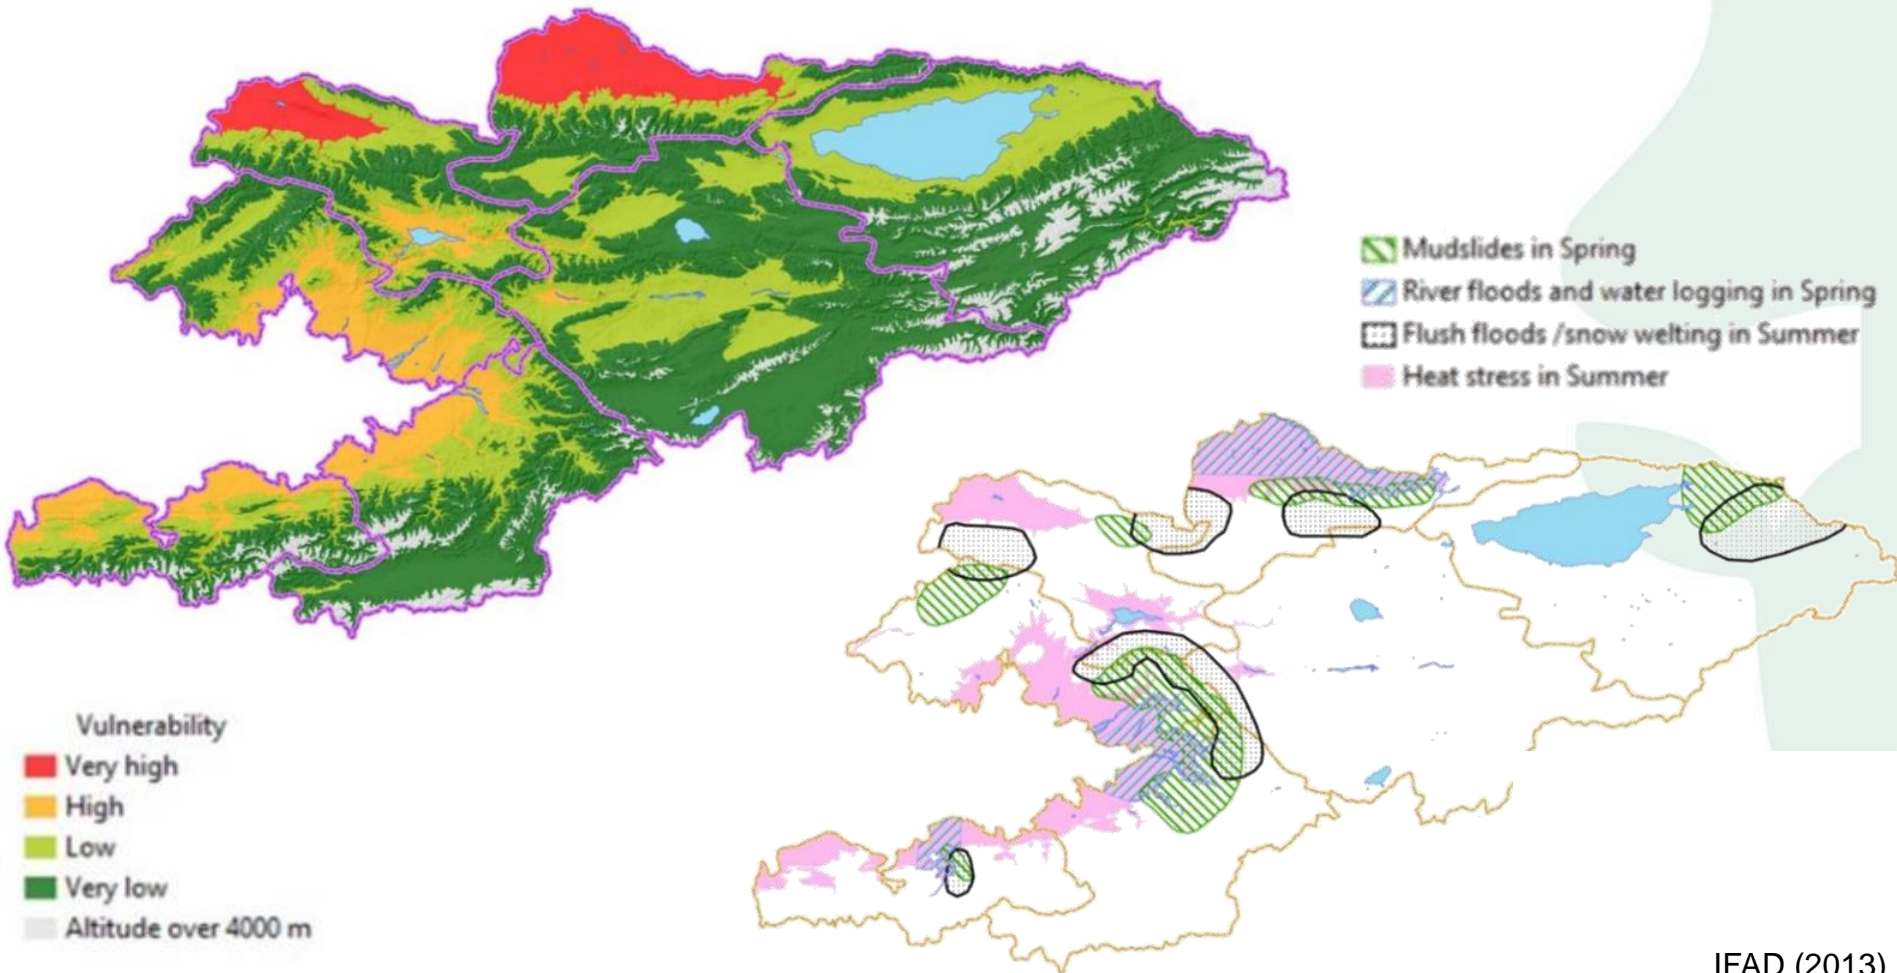 Mudslides in Spring
River floods and water logging in Spring
Flush floods /snow welting in Summer
Heat stress in Summer
Vulnerability
Very high
High
Low
Very low
Altitude over 4000 m
IFAD (2013)